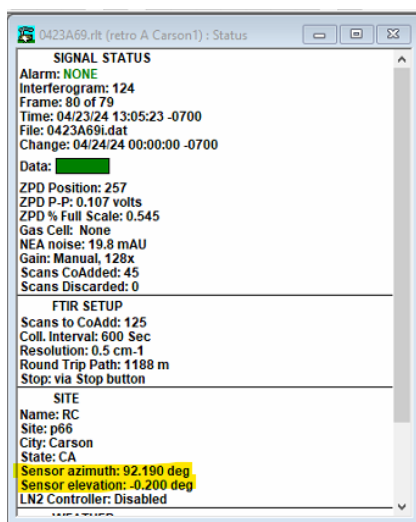 0423A69.rlt (retro A Carson1) : Status
SIGNAL STATUS
Alarm: NONE
Interferogram: 124
Frame: 80 of 79
Time: 04/23/24 13:05:23 -0700
File: 0423A69i.dat
Change: 04/24/24 00:00:00 -0700
Data:
ZPD Position: 257
ZPD P-P: 0.107 volts
ZPD % Full Scale: 0.545
Gas Cell: None
NEA noise: 19.8 mAU
Gain: Manual, 128x
Scans CoAdded: 45
Scans Discarded: 0
FTIR SETUP
Scans to CoAdd: 125
Coll. Interval: 600 Sec
Resolution: 0.5 cm-1
Round Trip Path: 1188 m
Stop: via Stop button
SITE
Name: RC
Site: p66
City: Carson
State: CA
Sensor azimuth: 92.190 deg
Sensor elevation: -0.200 deg
LN2 Controller: Disabled